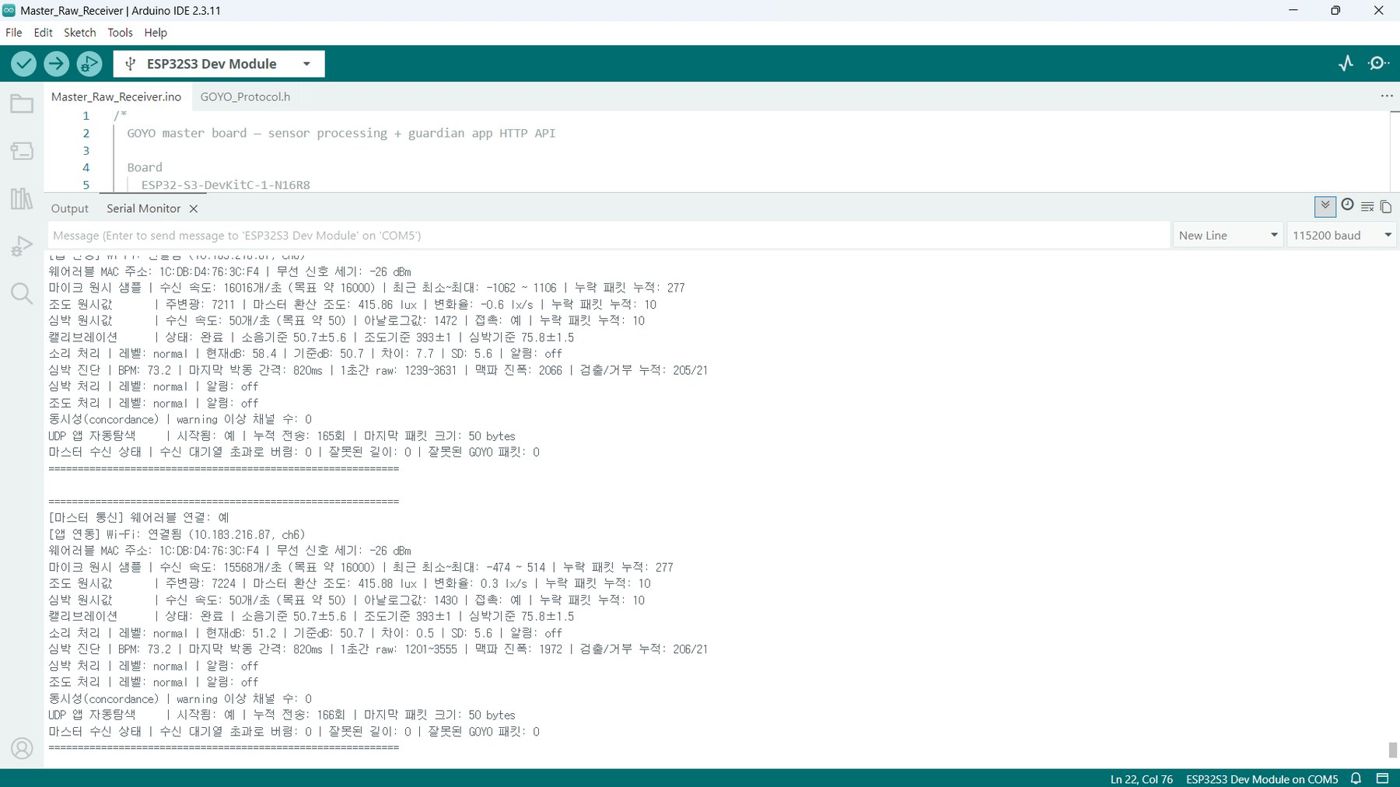 Master_Raw_Receiver | Arduino IDE 2.3.11
File Edit Sketch Tools Help
ESP32S3 Dev Module
Master_Raw_Receiver.ino GOYO_Protocol.h
1 /*
2 GOYO master board — sensor processing + guardian app HTTP API
3
4 Board
5 ESP32-S3-DevKitC-1-N16R8
Output Serial Monitor
Message (Enter to send message to 'ESP32S3 Dev Module' on 'COM5') New Line 115200 baud
[앱 연동] Wi-Fi: 연결됨 (10.183.216.87, ch6)
웨어러블 MAC 주소: 1C:DB:D4:76:3C:F4 | 무선 신호 세기: -26 dBm
마이크 원시 샘플 | 수신 속도: 16016개/초 (목표 약 16000) | 최근 최소~최대: -1062 ~ 1106 | 누락 패킷 누적: 277
조도 원시값 | 주변광: 7211 | 마스터 환산 조도: 415.86 lux | 변화율: -0.6 lx/s | 누락 패킷 누적: 10
심박 원시값 | 수신 속도: 50개/초 (목표 약 50) | 아날로그값: 1472 | 접촉: 예 | 누락 패킷 누적: 10
캘리브레이션 | 상태: 완료 | 소음기준 50.7±5.6 | 조도기준 393±1 | 심박기준 75.8±1.5
소리 처리 | 레벨: normal | 현재dB: 58.4 | 기준dB: 50.7 | 차이: 7.7 | SD: 5.6 | 알림: off
심박 진단 | BPM: 73.2 | 마지막 박동 간격: 820ms | 1초간 raw: 1239~3631 | 맥파 진폭: 2066 | 검출/거부 누적: 205/21
심박 처리 | 레벨: normal | 알림: off
조도 처리 | 레벨: normal | 알림: off
동시성(concordance) | warning 이상 채널 수: 0
UDP 앱 자동탐색 | 시작됨: 예 | 누적 전송: 165회 | 마지막 패킷 크기: 50 bytes
마스터 수신 상태 | 수신 대기열 초과로 버림: 0 | 잘못된 길이: 0 | 잘못된 GOYO 패킷: 0
============================================================
============================================================
[마스터 통신] 웨어러블 연결: 예
[앱 연동] Wi-Fi: 연결됨 (10.183.216.87, ch6)
웨어러블 MAC 주소: 1C:DB:D4:76:3C:F4 | 무선 신호 세기: -26 dBm
마이크 원시 샘플 | 수신 속도: 15568개/초 (목표 약 16000) | 최근 최소~최대: -474 ~ 514 | 누락 패킷 누적: 277
조도 원시값 | 주변광: 7224 | 마스터 환산 조도: 415.88 lux | 변화율: 0.3 lx/s | 누락 패킷 누적: 10
심박 원시값 | 수신 속도: 50개/초 (목표 약 50) | 아날로그값: 1430 | 접촉: 예 | 누락 패킷 누적: 10
캘리브레이션 | 상태: 완료 | 소음기준 50.7±5.6 | 조도기준 393±1 | 심박기준 75.8±1.5
소리 처리 | 레벨: normal | 현재dB: 51.2 | 기준dB: 50.7 | 차이: 0.5 | SD: 5.6 | 알림: off
심박 진단 | BPM: 73.2 | 마지막 박동 간격: 820ms | 1초간 raw: 1201~3555 | 맥파 진폭: 1972 | 검출/거부 누적: 206/21
심박 처리 | 레벨: normal | 알림: off
조도 처리 | 레벨: normal | 알림: off
동시성(concordance) | warning 이상 채널 수: 0
UDP 앱 자동탐색 | 시작됨: 예 | 누적 전송: 166회 | 마지막 패킷 크기: 50 bytes
마스터 수신 상태 | 수신 대기열 초과로 버림: 0 | 잘못된 길이: 0 | 잘못된 GOYO 패킷: 0
============================================================
Ln 22, Col 76 ESP32S3 Dev Module on COM5